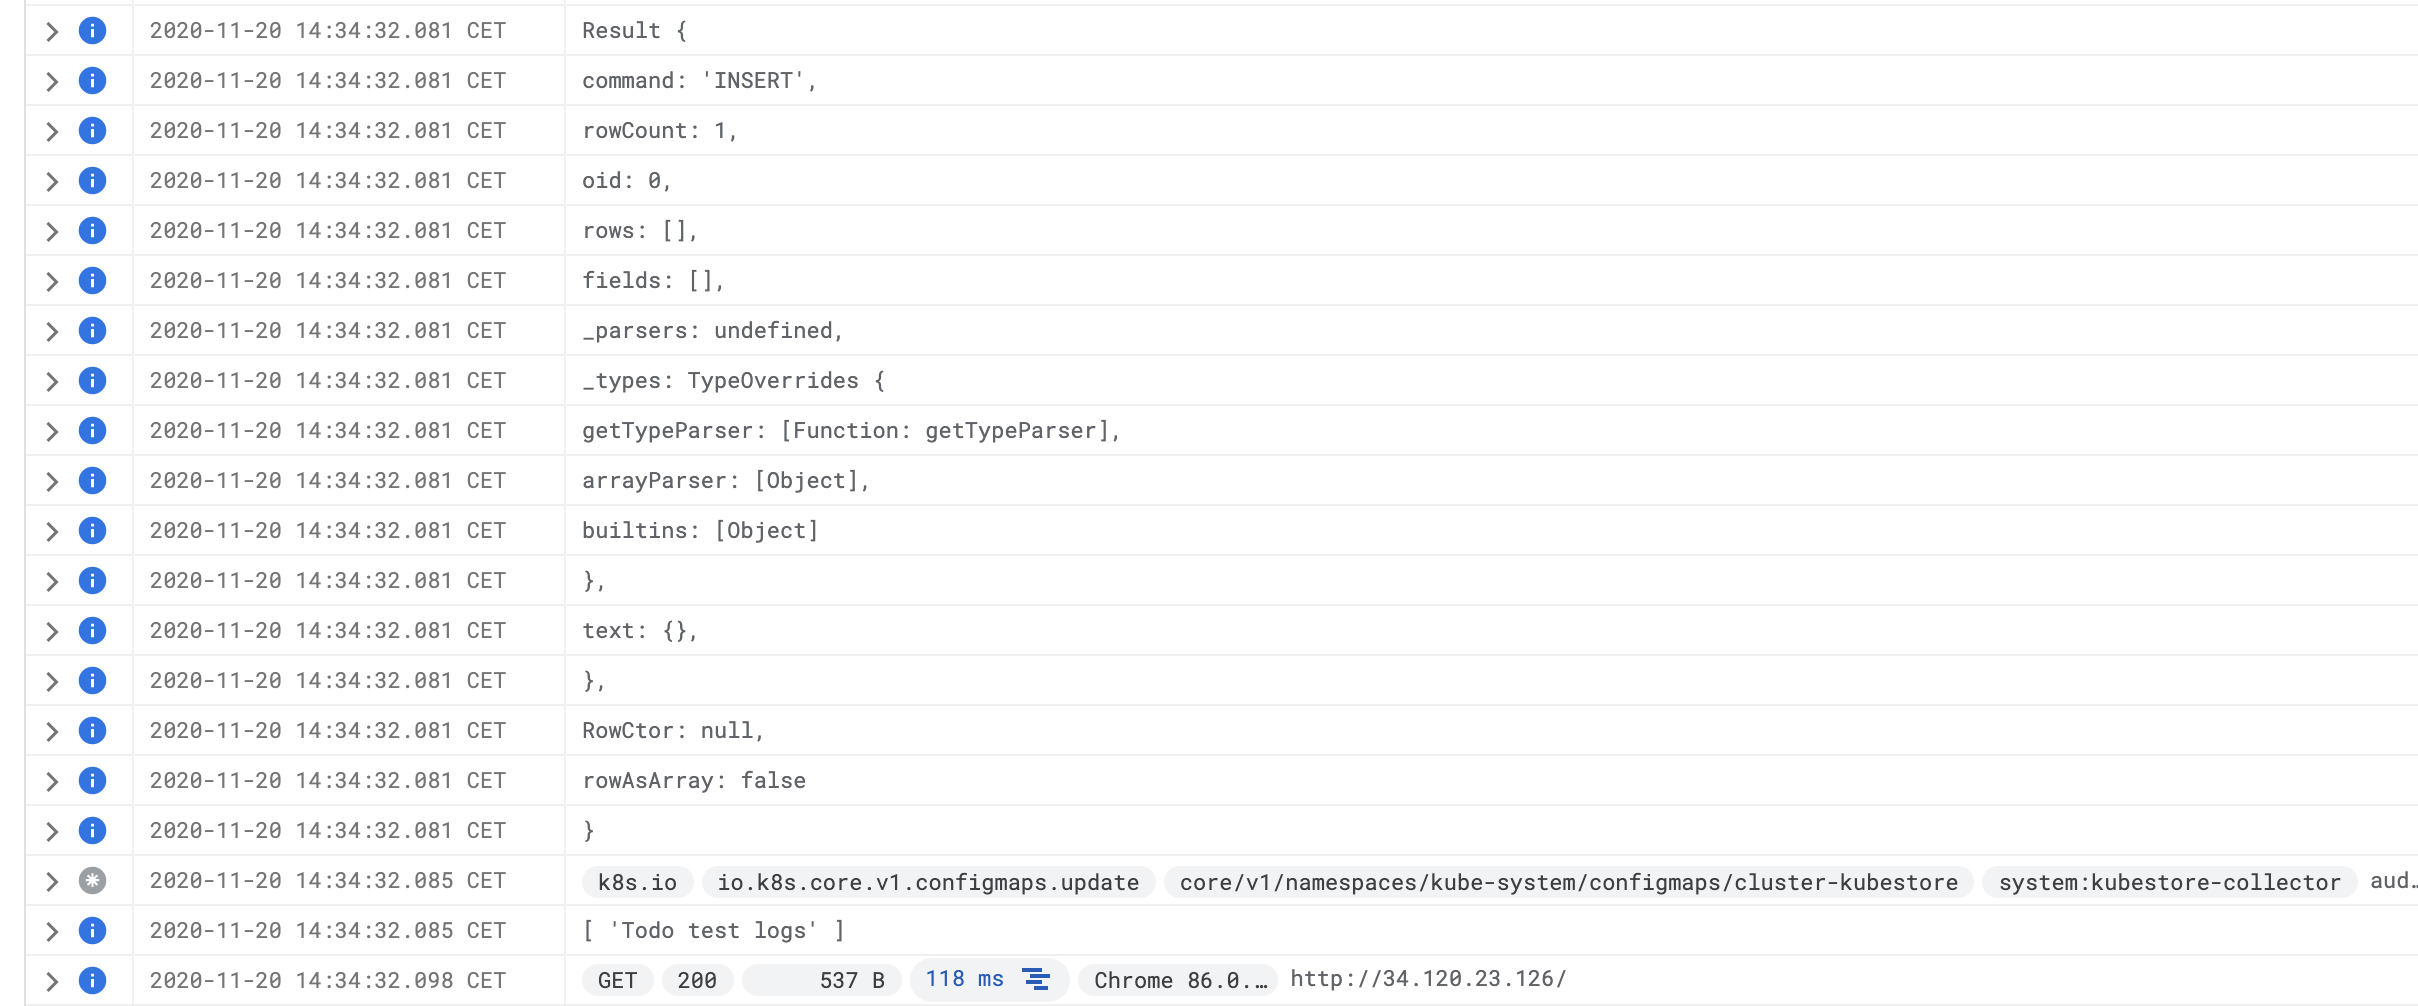 2020-11-20 14:34:32.081 CET Result {
2020-11-20 14:34:32.081 CET command: 'INSERT',
2020-11-20 14:34:32.081 CET rowCount: 1,
2020-11-20 14:34:32.081 CET oid: 0,
2020-11-20 14:34:32.081 CET rows: [],
2020-11-20 14:34:32.081 CET fields: [],
2020-11-20 14:34:32.081 CET _parsers: undefined,
2020-11-20 14:34:32.081 CET _types: TypeOverrides {
2020-11-20 14:34:32.081 CET getTypeParser: [Function: getTypeParser],
2020-11-20 14:34:32.081 CET arrayParser: [Object],
2020-11-20 14:34:32.081 CET builtins: [Object]
2020-11-20 14:34:32.081 CET },
2020-11-20 14:34:32.081 CET text: {},
2020-11-20 14:34:32.081 CET },
2020-11-20 14:34:32.081 CET RowCtor: null,
2020-11-20 14:34:32.081 CET rowAsArray: false
2020-11-20 14:34:32.081 CET }
2020-11-20 14:34:32.085 CET k8s.io io.k8s.core.v1.configmaps.update core/v1/namespaces/kube-system/configmaps/cluster-kubestore system:kubestore-collector aud…
2020-11-20 14:34:32.085 CET [ 'Todo test logs' ]
2020-11-20 14:34:32.098 CET GET 200 537 B 118 ms Chrome 86.0.… http://34.120.23.126/